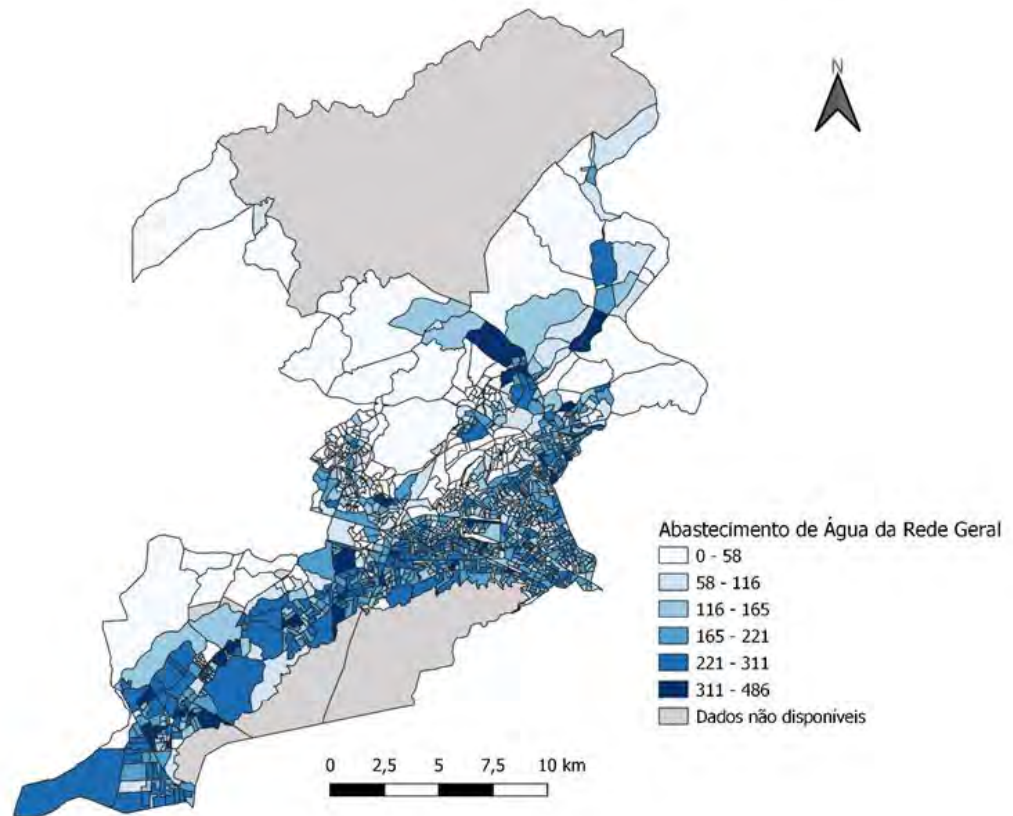 N
Abastecimento de Água da Rede Geral
0 - 58
58 - 116
116 - 165
165 - 221
221 - 311
311 - 486
Dados não disponíveis
0 2,5 5 7,5 10 km